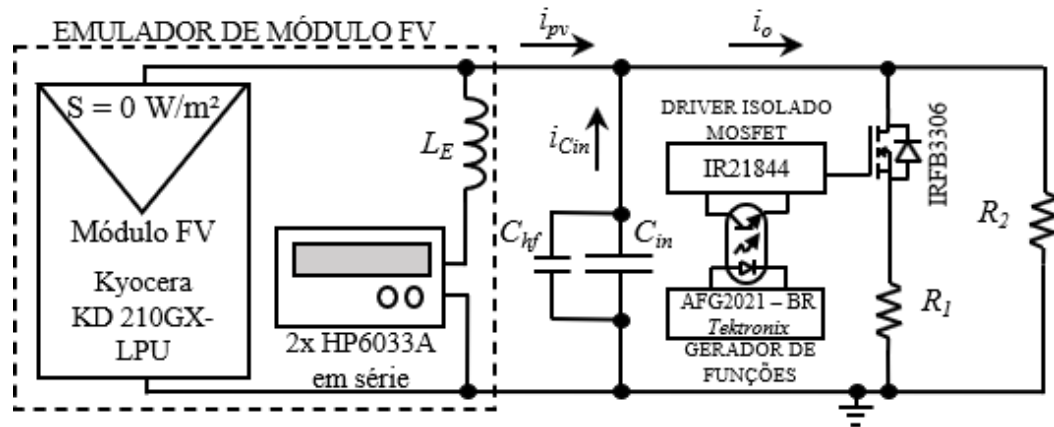 EMULADOR DE MÓDULO FV
i_pv
i_o
S = 0 W/m²
Módulo FV
Kyocera
KD 210GX-
LPU
L_E
2x HP6033A
em série
i_Cin
C_hf
C_in
DRIVER ISOLADO
MOSFET
IR21844
AFG2021 – BR
Tektronix
GERADOR DE
FUNÇÕES
IRFB3306
R_1
R_2